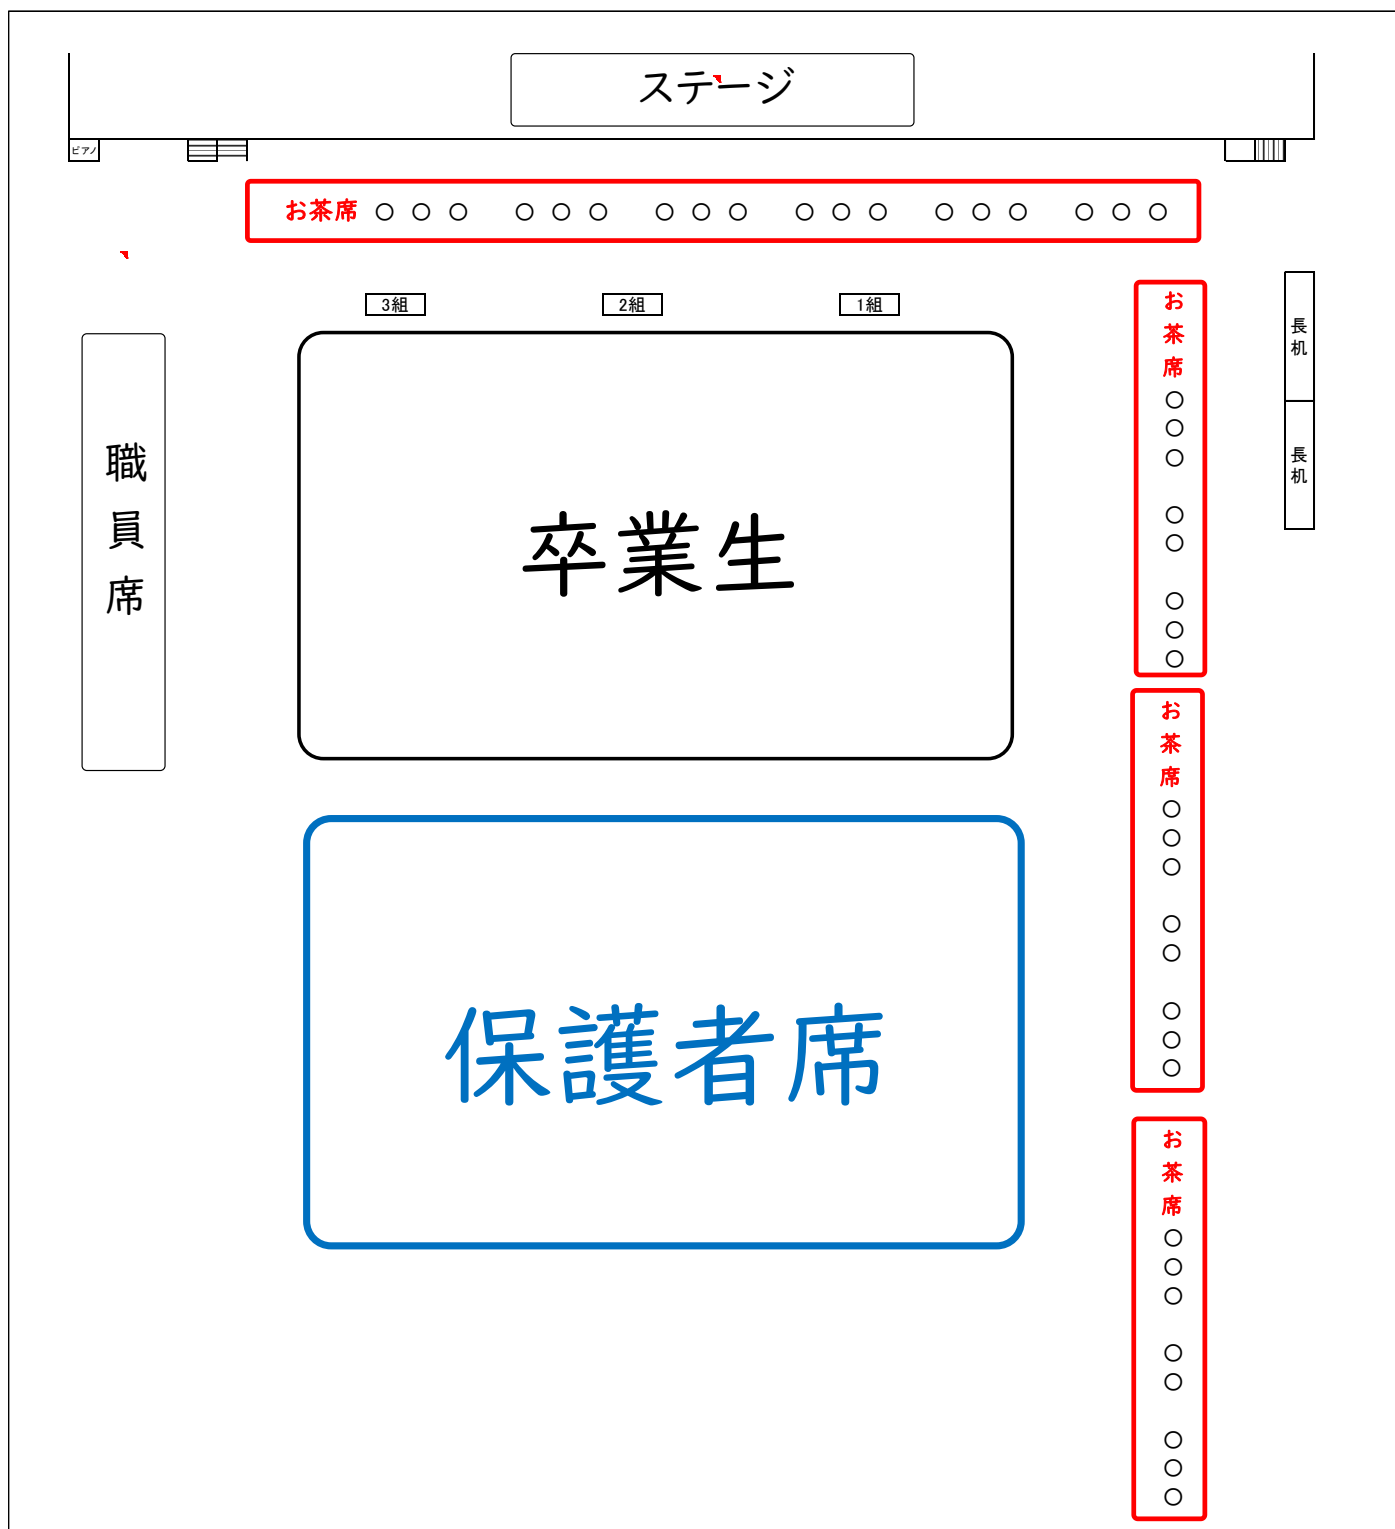 ステージ
ピアノ
お茶席 ○ ○ ○ ○ ○ ○ ○ ○ ○ ○ ○ ○ ○ ○ ○ ○ ○ ○
3組
2組
1組
職員席
卒業生
お茶席○○○ ○○ ○○○
長机
長机
お茶席○○○ ○○ ○○○
保護者席
お茶席○○○ ○○ ○○○